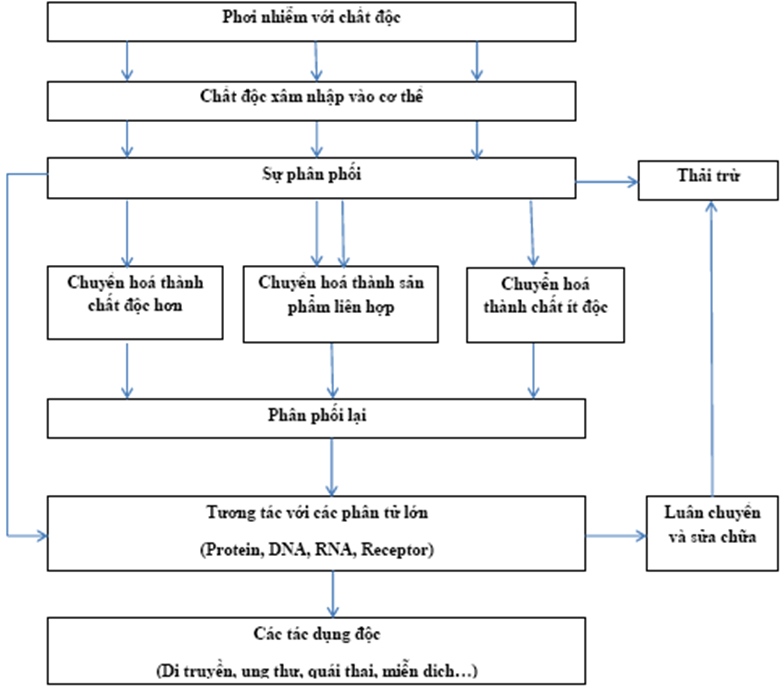 Phơi nhiễm với chất độc
Chất độc xâm nhập vào cơ thể
Sự phân phối
Thải trừ
Chuyển hoá thành
chất độc hơn
Chuyển hoá thành sản
phẩm liên hợp
Chuyển hoá
thành chất ít độc
Phân phối lại
Tương tác với các phân tử lớn
(Protein, DNA, RNA, Receptor)
Luân chuyển
và sửa chữa
Các tác dụng độc
(Di truyền, ung thư, quái thai, miễn dịch…)